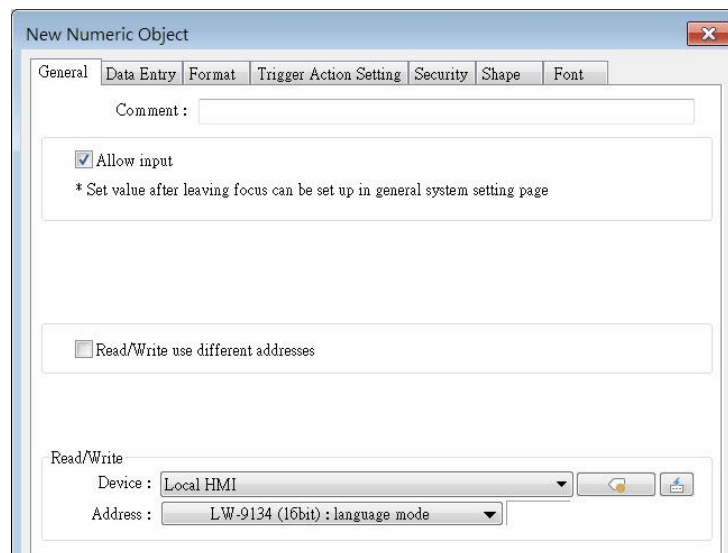 New Numeric Object
General Data Entry Format Trigger Action Setting Security Shape Font
Comment :
Allow input
* Set value after leaving focus can be set up in general system setting page
Read/Write use different addresses
Read/Write
Device : Local HMI
Address : LW-9134 (16bit) : language mode